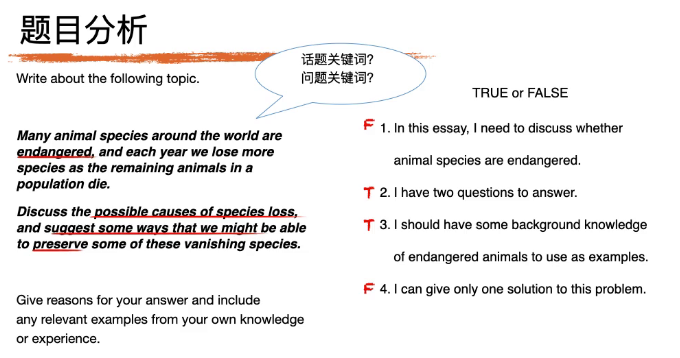 题目分析
话题关键词?
问题关键词?
Write about the following topic.
TRUE or FALSE
Many animal species around the world are
endangered, and each year we lose more
species as the remaining animals in a
population die.
Discuss the possible causes of species loss,
and suggest some ways that we might be able
to preserve some of these vanishing species.
Give reasons for your answer and include
any relevant examples from your own knowledge
or experience.
F 1. In this essay, I need to discuss whether
animal species are endangered.
T 2. I have two questions to answer.
T 3. I should have some background knowledge
of endangered animals to use as examples.
F 4. I can give only one solution to this problem.